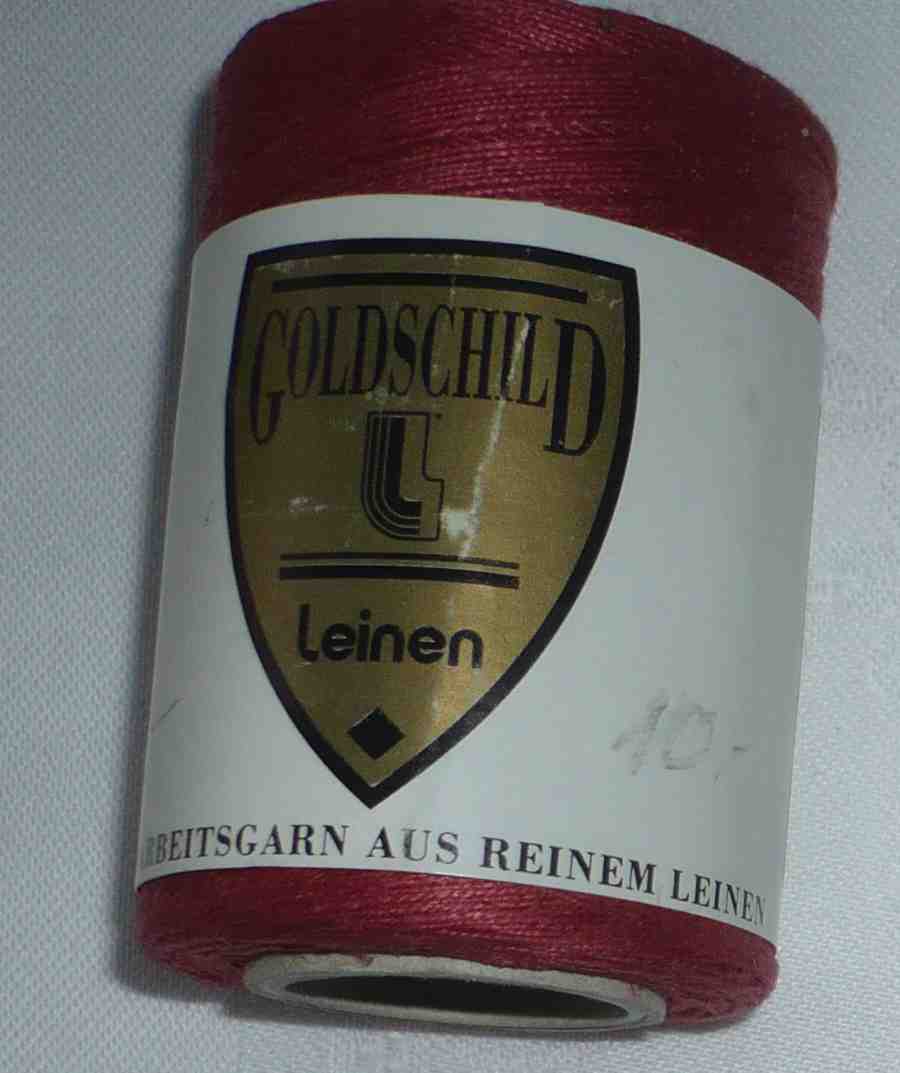 GOLDSCHILD
L
Leinen
10.-
RBEITSGARN AUS REINEM LEINEN